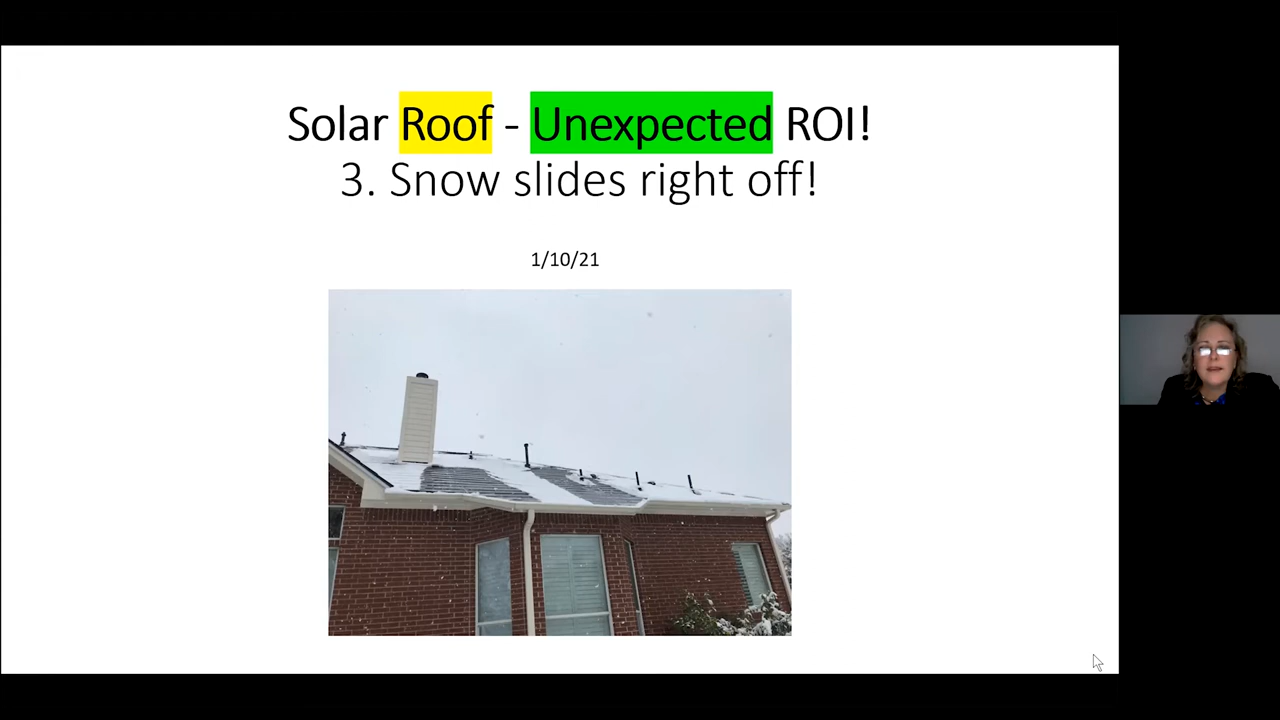 Solar Roof - Unexpected ROI!
3. Snow slides right off!
1/10/21